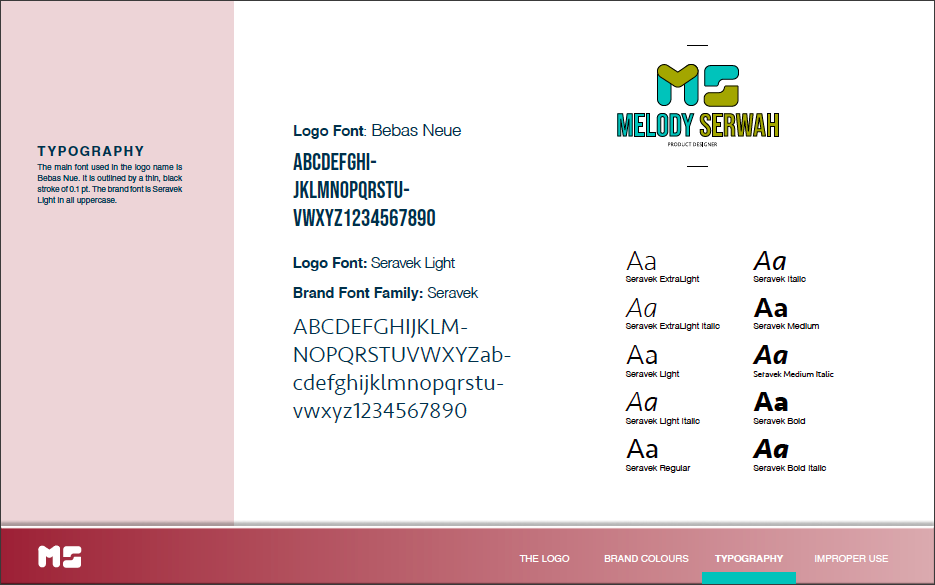 TYPOGRAPHY
The main font used in the logo name is
Bebas Nue. It is outlined by a thin, black
stroke of 0.1 pt. The brand font is Seravek
Light in all uppercase.
Logo Font: Bebas Neue
ABCDEFGHI-
JKLMNOPQRSTU-
VWXYZ1234567890
Logo Font: Seravek Light
Brand Font Family: Seravek
ABCDEFGHIJKLM-
NOPQRSTUVWXYZab-
cdefghijklmnopqrstu-
vwxyz1234567890
MS
MELODY SERWAH
PRODUCT DESIGNER
Aa
Seravek ExtraLight
Aa
Seravek ExtraLight Italic
Aa
Seravek Light
Aa
Seravek Light Italic
Aa
Seravek Regular
Aa
Seravek Italic
Aa
Seravek Medium
Aa
Seravek Medium Italic
Aa
Seravek Bold
Aa
Seravek Bold Italic
MS
THE LOGO
BRAND COLOURS
TYPOGRAPHY
IMPROPER USE